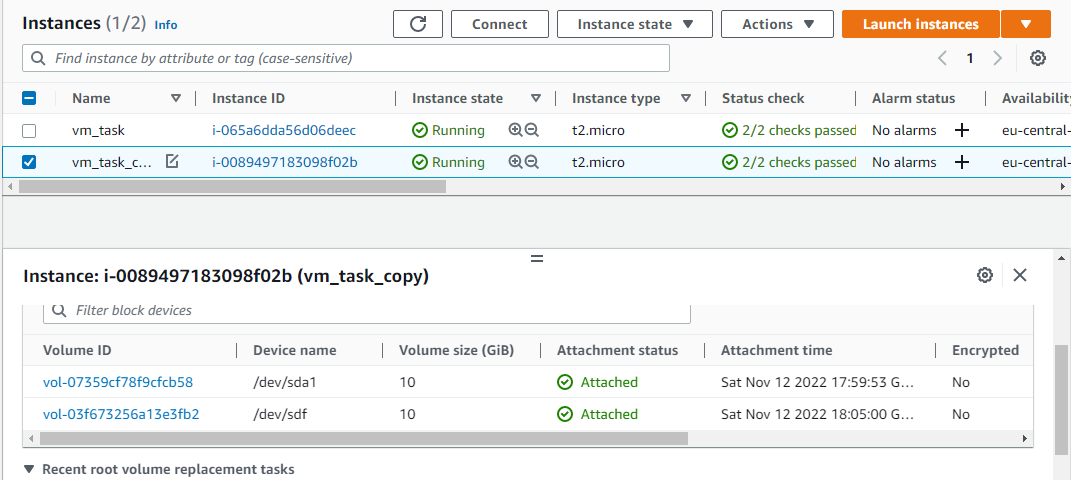 Instances (1/2) Info Connect Instance state Actions Launch instances
Find instance by attribute or tag (case-sensitive) 1
Name Instance ID Instance state Instance type Status check Alarm status Availability
vm_task i-065a6dda56d06deec Running t2.micro 2/2 checks passed No alarms eu-central-
vm_task_c... i-0089497183098f02b Running t2.micro 2/2 checks passed No alarms eu-central-
Instance: i-0089497183098f02b (vm_task_copy)
Filter block devices
Volume ID Device name Volume size (GiB) Attachment status Attachment time Encrypted
vol-07359cf78f9cfcb58 /dev/sda1 10 Attached Sat Nov 12 2022 17:59:53 G... No
vol-03f673256a13e3fb2 /dev/sdf 10 Attached Sat Nov 12 2022 18:05:00 G... No
Recent root volume replacement tasks